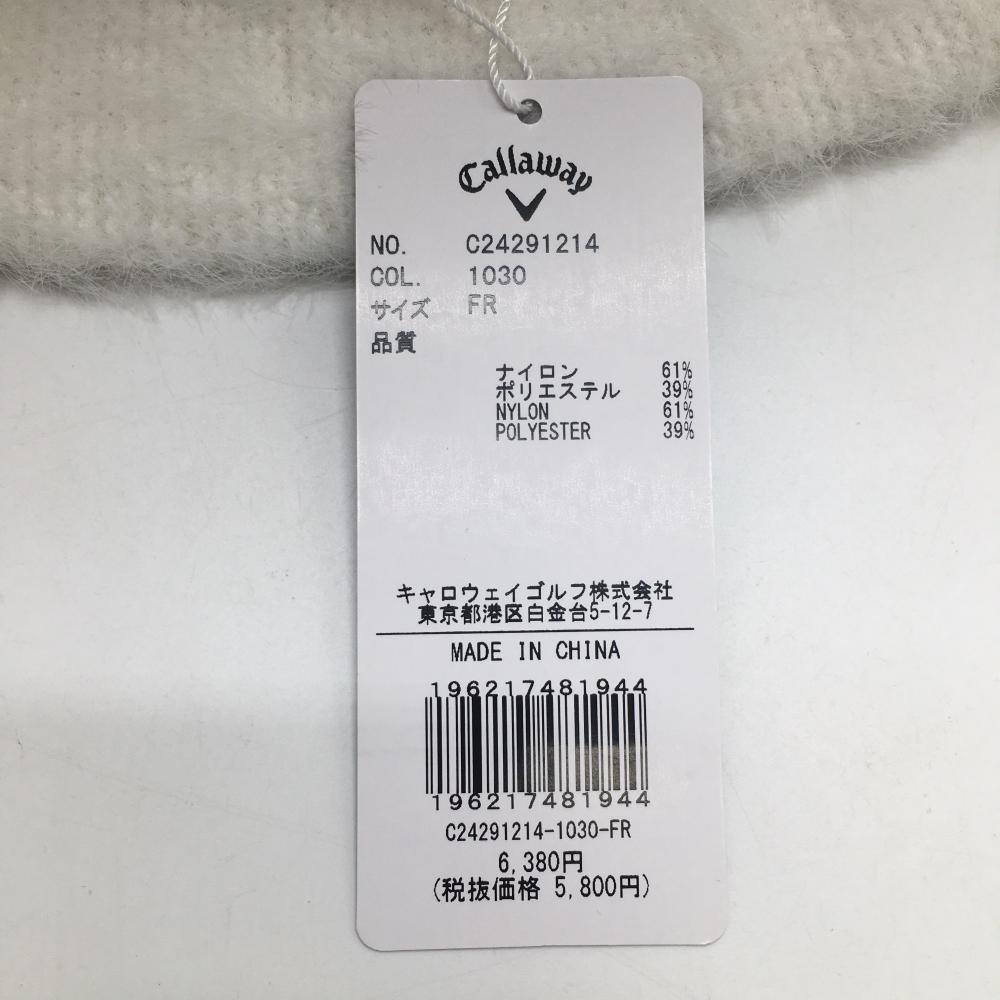 Callaway
NO. C24291214
COL. 1030
サイズ FR
品質
ナイロン 61%
ポリエステル 39%
NYLON 61%
POLYESTER 39%
キャロウェイゴルフ株式会社
東京都港区白金台5-12-7
MADE IN CHINA
196217481944
196217481944
C24291214-1030-FR
6,380円
(税抜価格 5,800円)